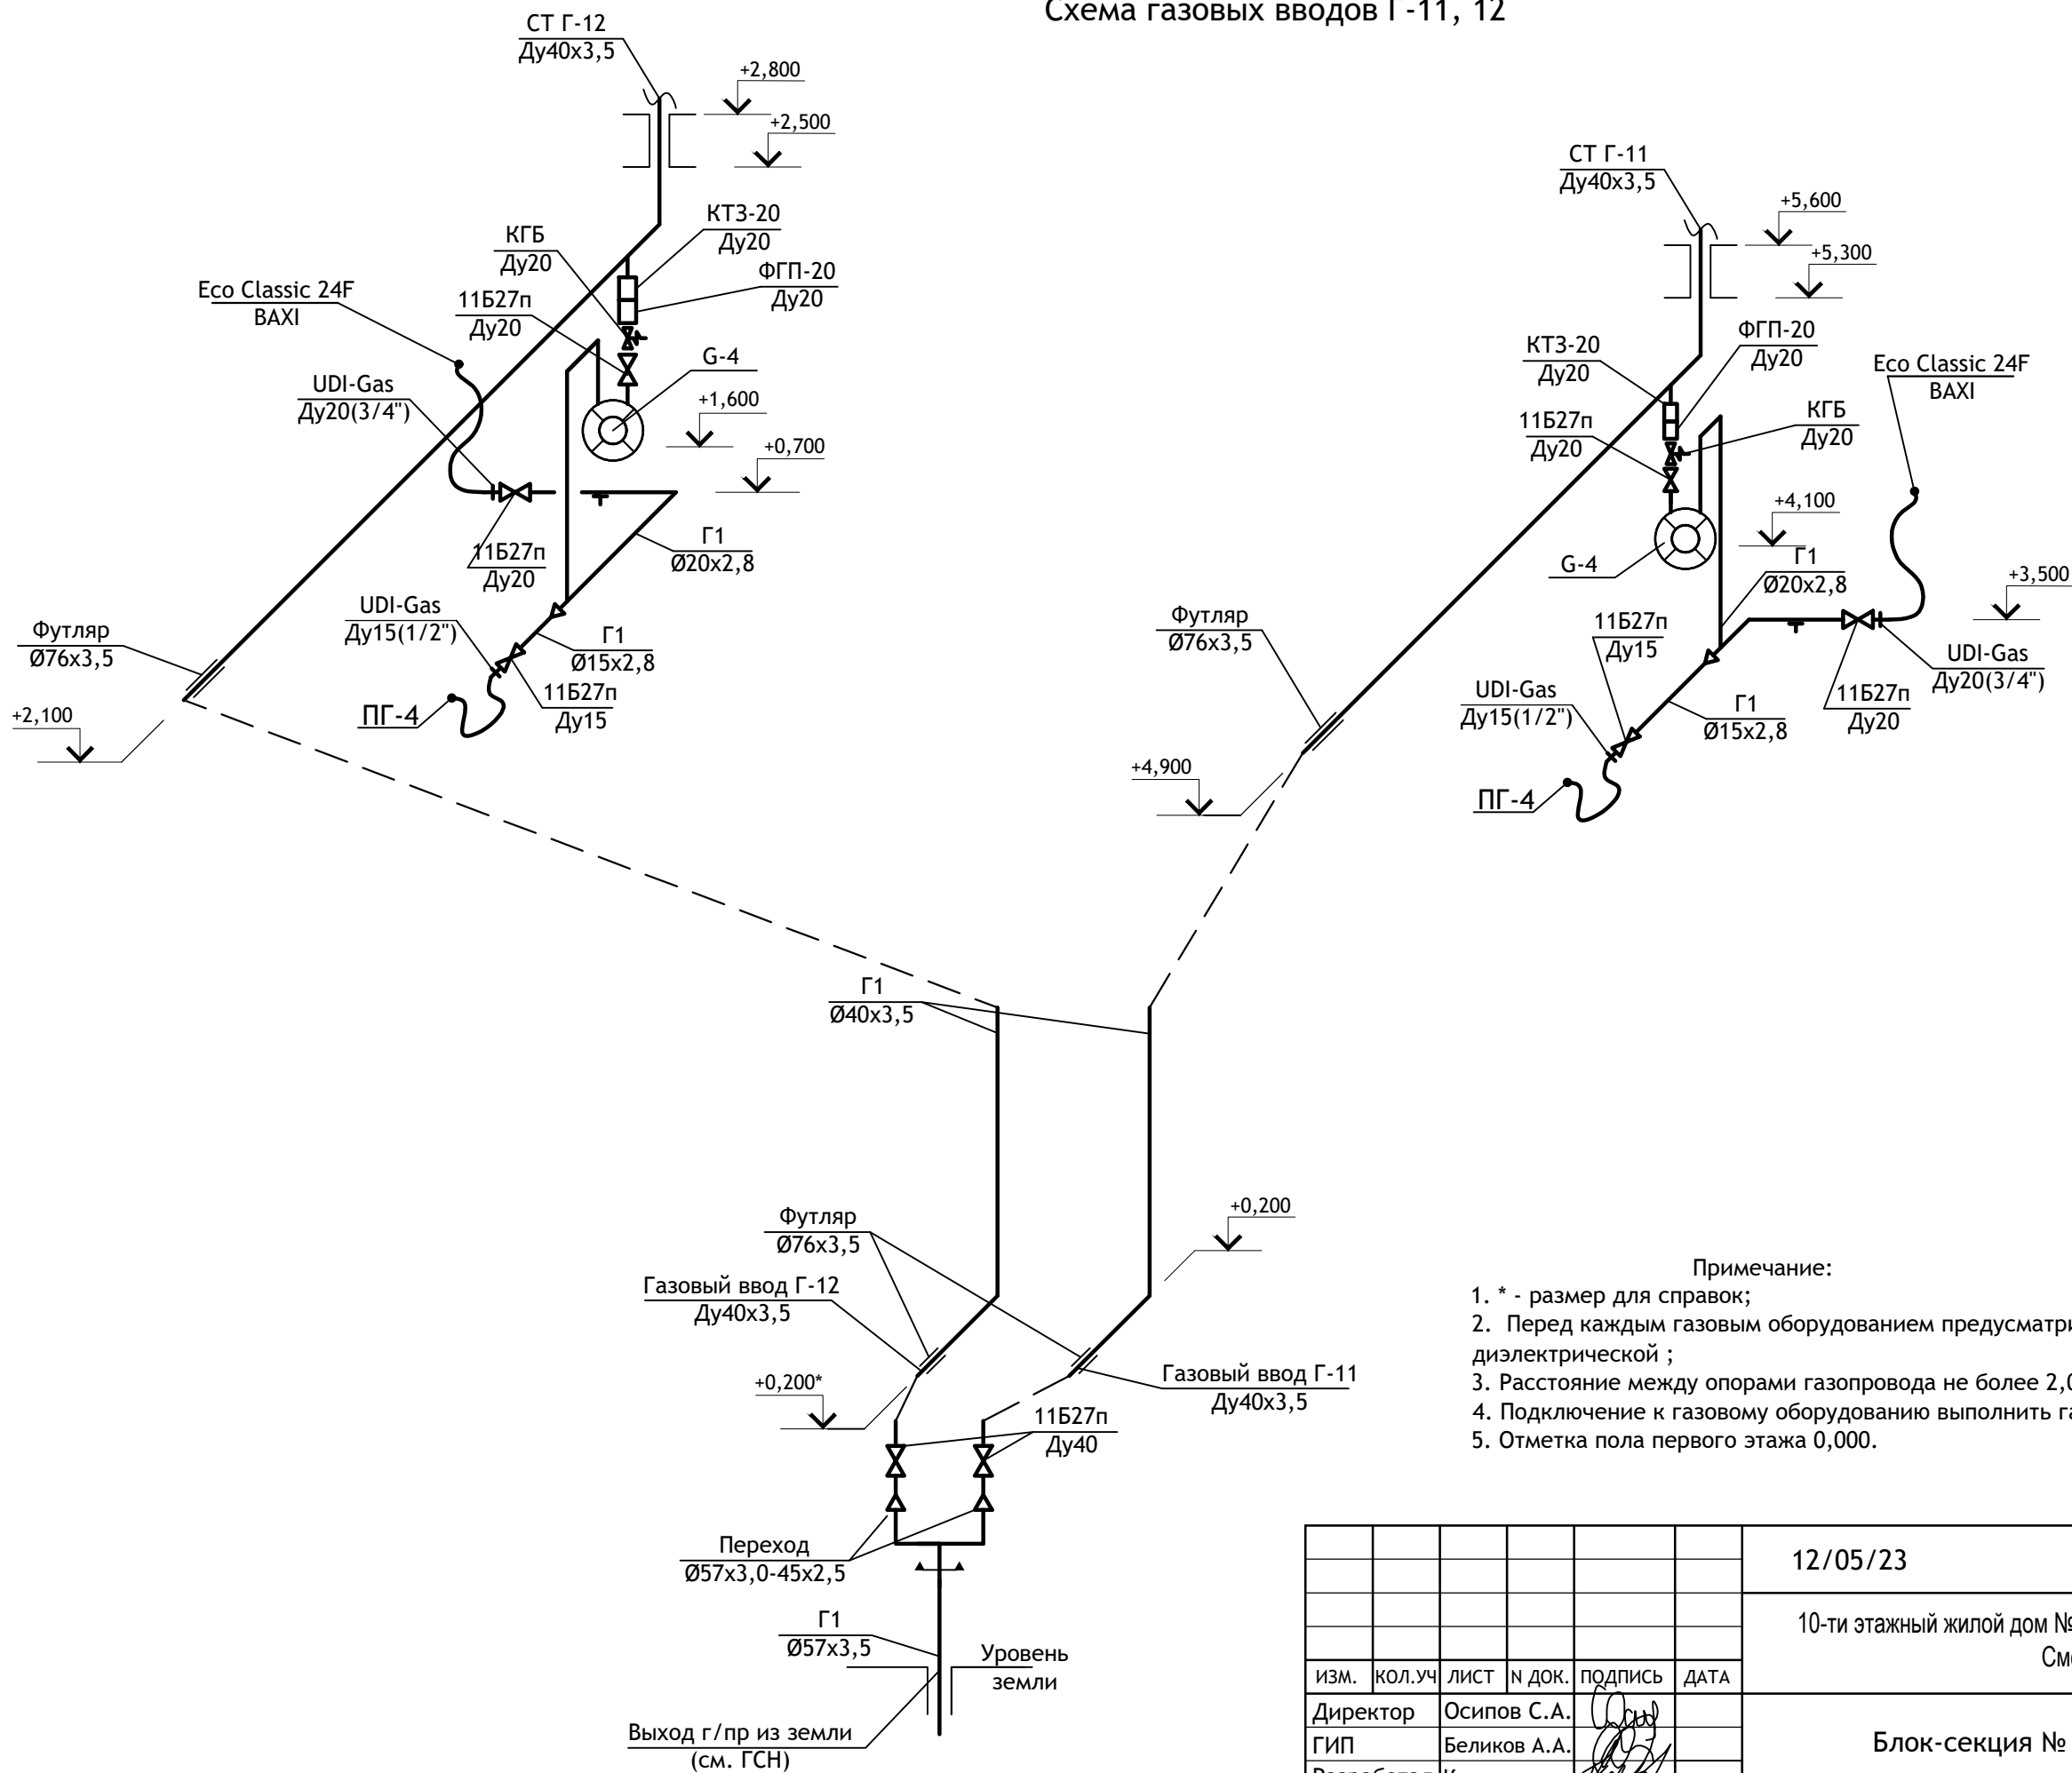 Схема газовых вводов Г-11, 12
СТ Г-12
Ду40х3,5
+2,800
+2,500
КТЗ-20
Ду20
КГБ
Ду20
ФГП-20
Ду20
Eco Classic 24F
BAXI
11Б27п
Ду20
G-4
UDI-Gas
Ду20(3/4")
+1,600
+0,700
11Б27п
Ду20
Г1
Ø20х2,8
UDI-Gas
Ду15(1/2")
Г1
Ø15х2,8
Футляр
Ø76х3,5
11Б27п
Ду15
ПГ-4
+2,100
СТ Г-11
Ду40х3,5
+5,600
+5,300
КТЗ-20
Ду20
ФГП-20
Ду20
Eco Classic 24F
BAXI
11Б27п
Ду20
КГБ
Ду20
+4,100
G-4
Г1
Ø20х2,8
+3,500
Футляр
Ø76х3,5
11Б27п
Ду15
UDI-Gas
Ду20(3/4")
11Б27п
Ду20
UDI-Gas
Ду15(1/2")
Г1
Ø15х2,8
+4,900
ПГ-4
Г1
Ø40х3,5
+0,200
Футляр
Ø76х3,5
Газовый ввод Г-12
Ду40х3,5
Газовый ввод Г-11
Ду40х3,5
+0,200*
11Б27п
Ду40
Переход
Ø57х3,0-45х2,5
Г1
Ø57х3,5
Уровень
земли
Выход г/пр из земли
(см. ГСН)
Примечание:
1. * - размер для справок;
2. Перед каждым газовым оборудованием предусматри
диэлектрической ;
3. Расстояние между опорами газопровода не более 2,0
4. Подключение к газовому оборудованию выполнить га
5. Отметка пола первого этажа 0,000.
12/05/23
10-ти этажный жилой дом №
См
ИЗМ. КОЛ.УЧ ЛИСТ N ДОК. ПОДПИСЬ ДАТА
Директор Осипов С.А.
ГИП Беликов А.А.
Блок-секция №